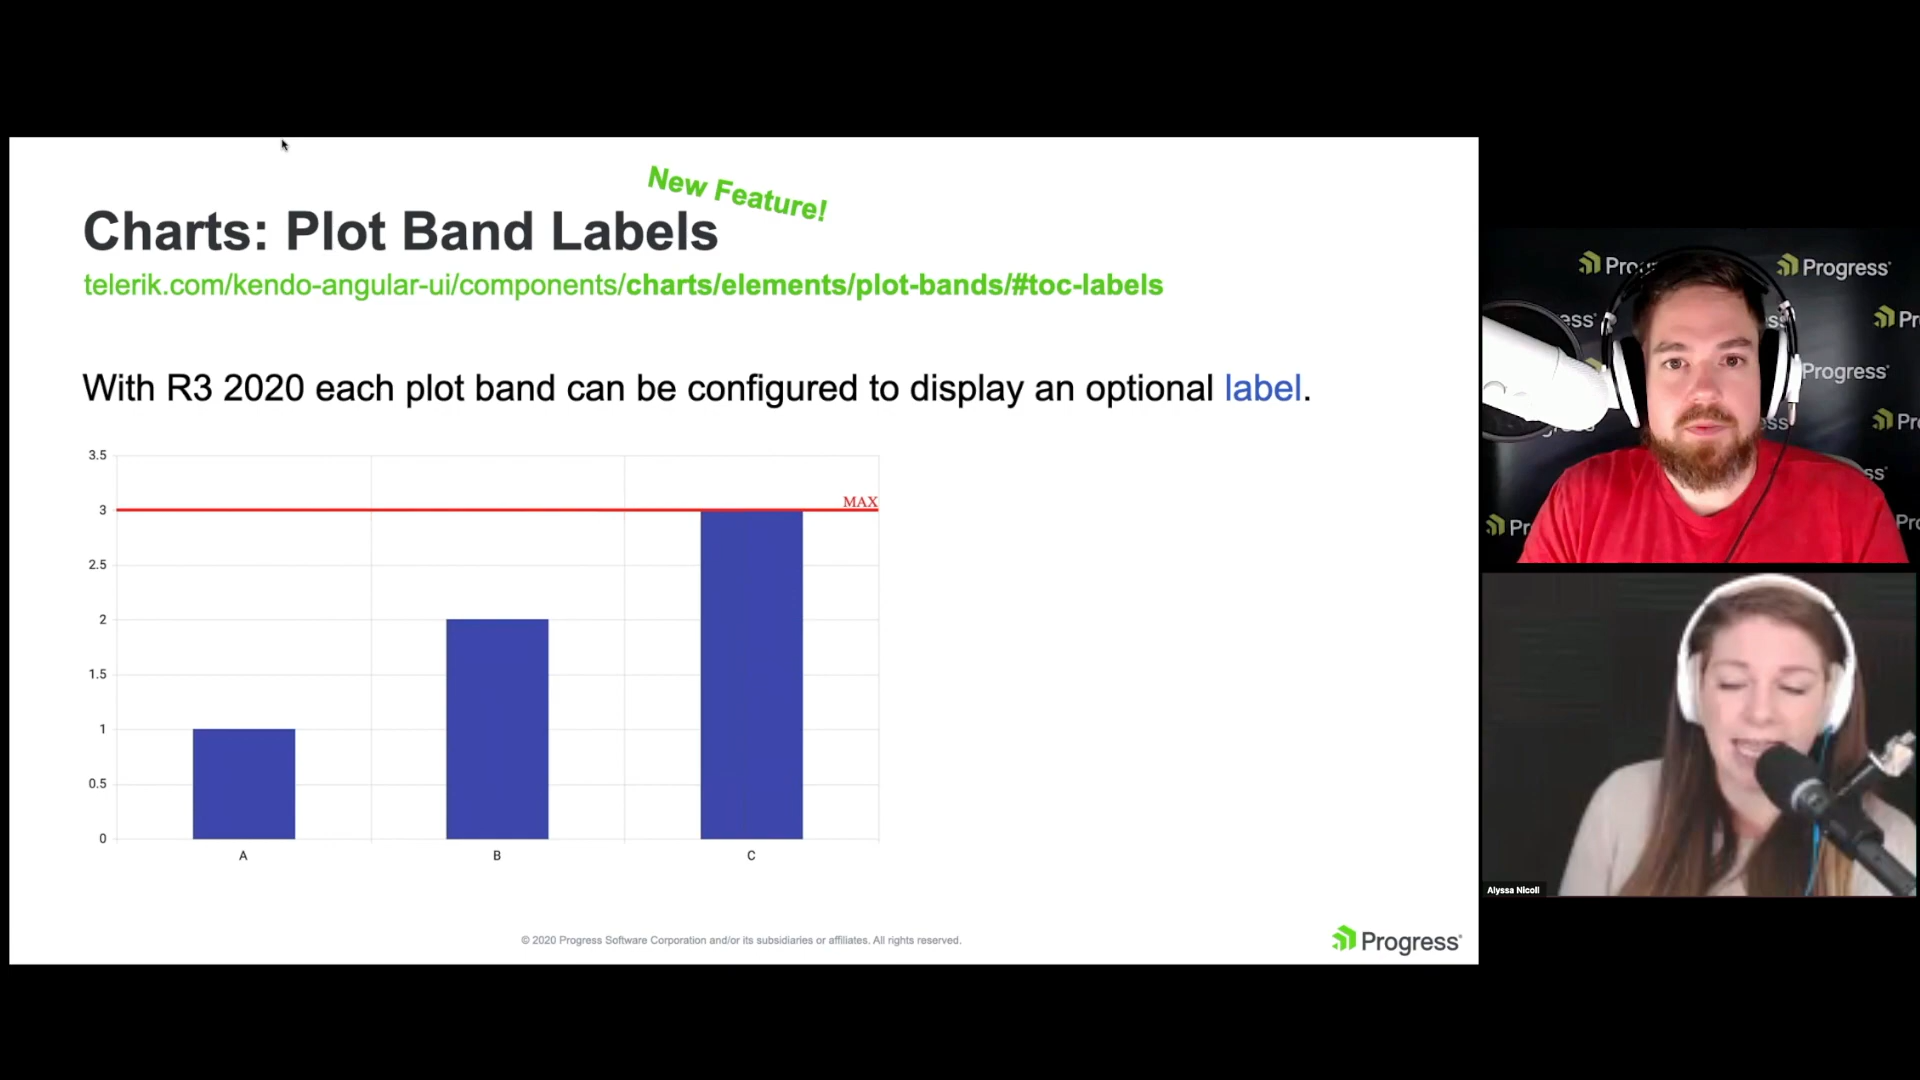 New Feature!
Charts: Plot Band Labels
telerik.com/kendo-angular-ui/components/charts/elements/plot-bands/#toc-labels
With R3 2020 each plot band can be configured to display an optional label.
3.5
MAX
3
2.5
2
1.5
1
0.5
0
A B C
© 2020 Progress Software Corporation and/or its subsidiaries or affiliates. All rights reserved.
Progress
Progress
Progress
Alyssa Nicoll